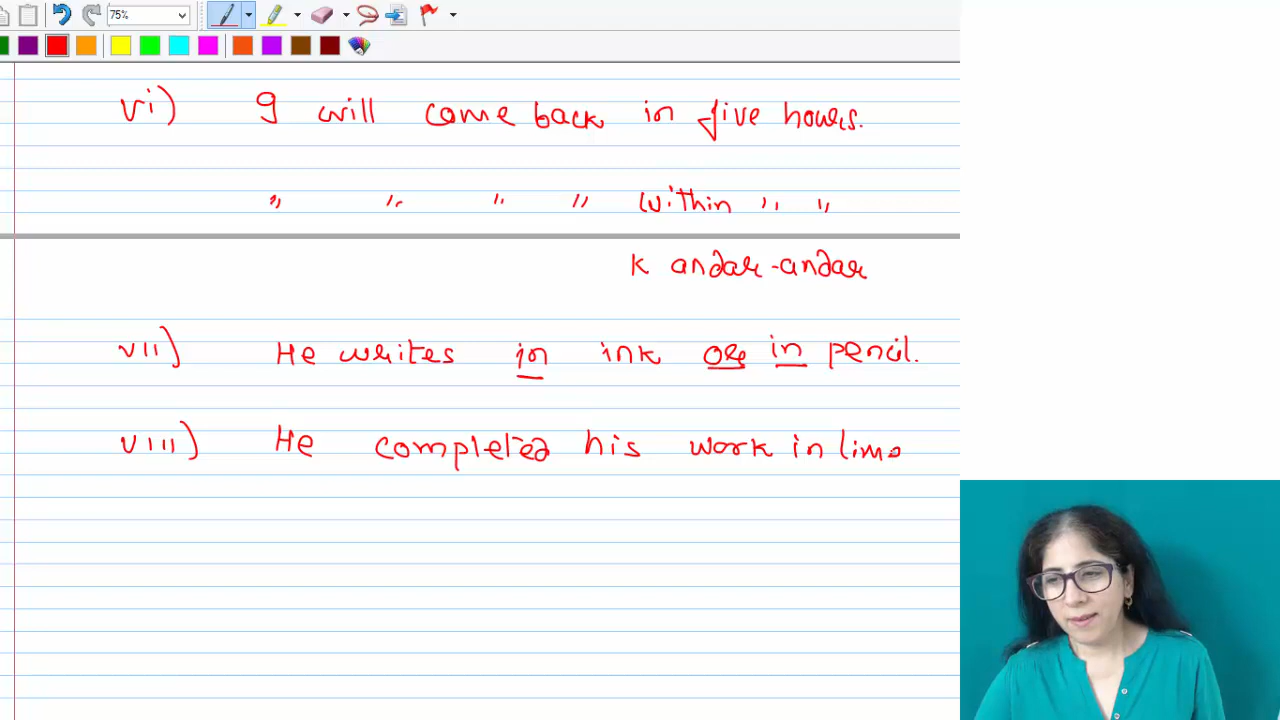 75%
vi) I will come back in five hours.
" " " " within " "
k andar-andar
vii) He writes in ink or in pencil.
viii) He completed his work in time